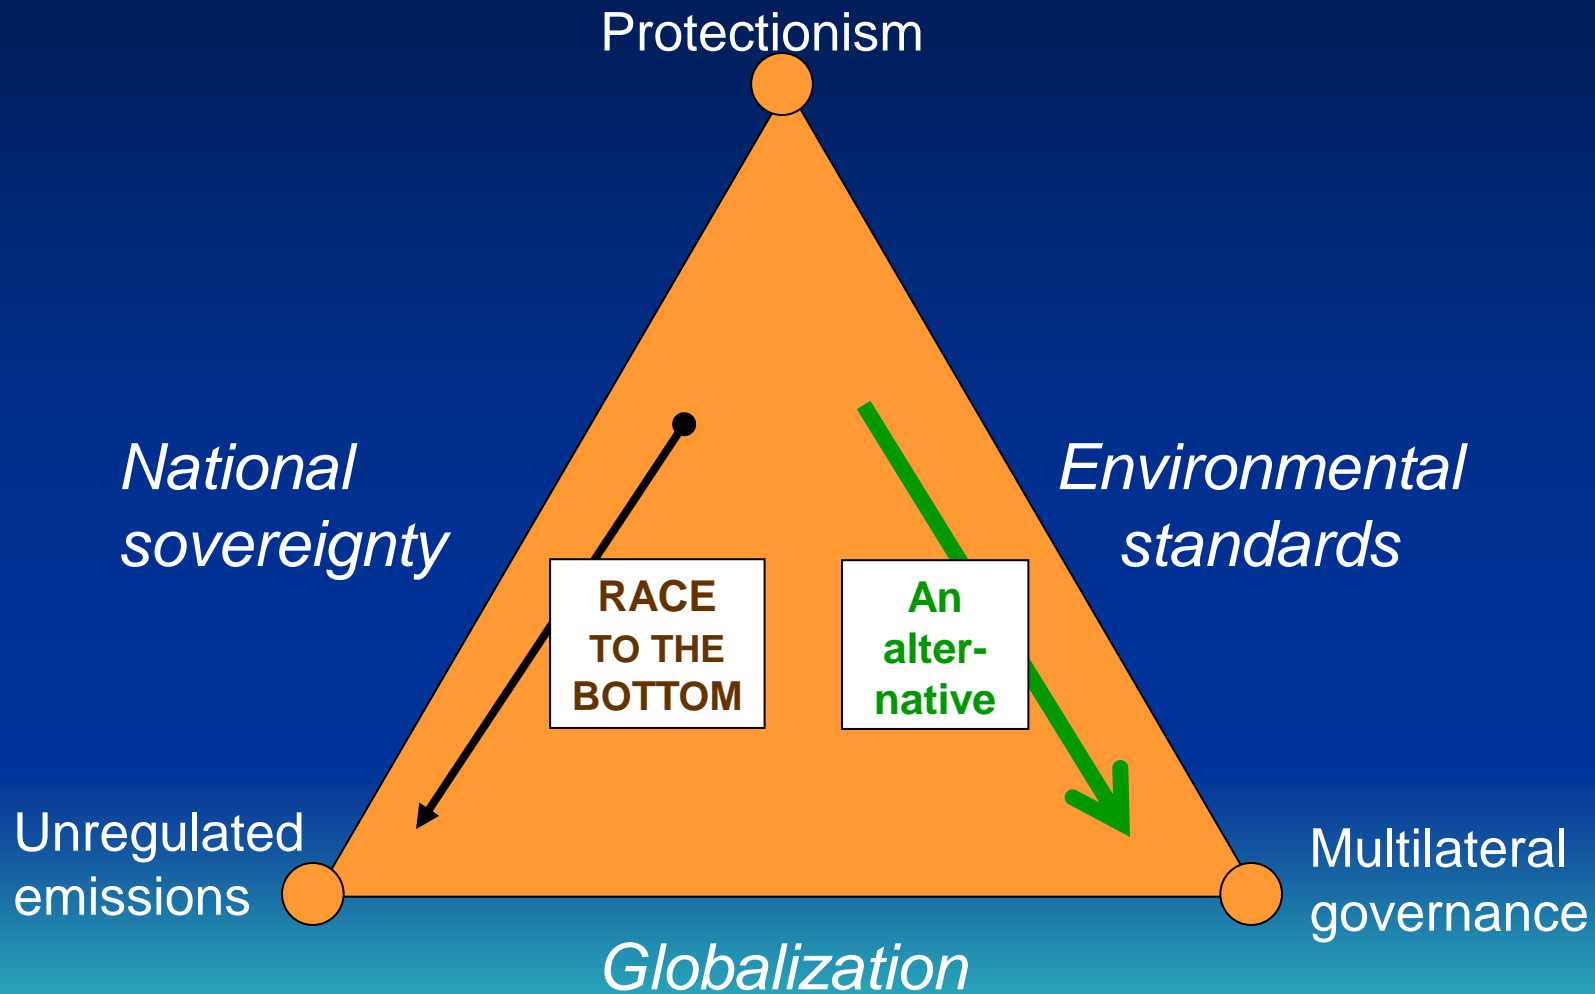 Protectionism
National
sovereignty
Environmental
standards
RACE
TO THE
BOTTOM
An
alter-
native
Unregulated
emissions
Multilateral
governance
Globalization